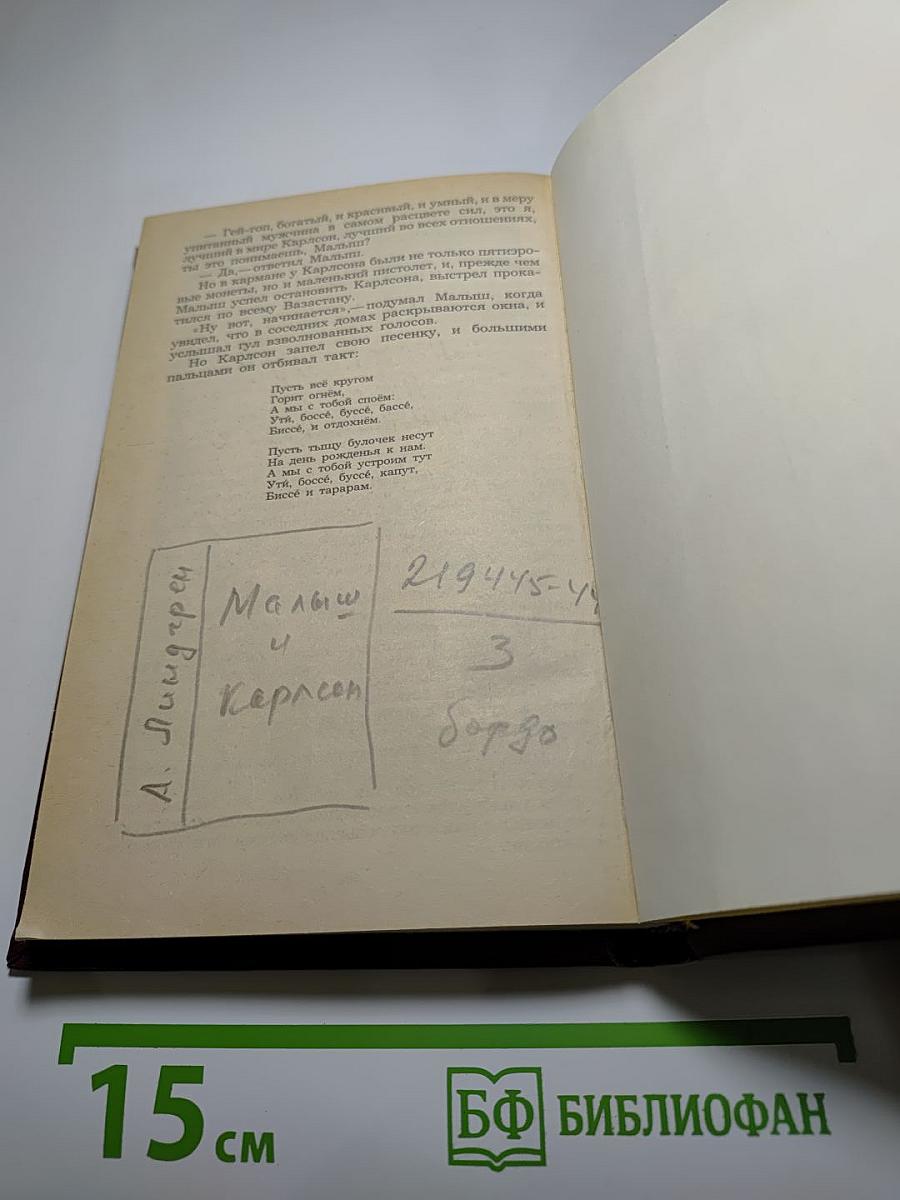 — Гей-гоп, богатый, и красивый, и умный, и в меру
упитанный мужчина в самом расцвете сил, это я,
лучший в мире Карлсон, лучший во всех отношениях,
ты это понимаешь, Малыш?
— Да,— ответил Малыш.
Но в кармане у Карлсона были не только пятиэро-
вые монеты, но и маленький пистолет, и, прежде чем
Малыш успел остановить Карлсона, выстрел прока-
тился по всему Вазастану.
«Ну вот, начинается»,— подумал Малыш, когда
увидел, что в соседних домах раскрываются окна, и
услышал гул взволнованных голосов.
Но Карлсон запел свою песенку, и большими
пальцами он отбивал такт:
Пусть всё кругом
Горит огнём,
А мы с тобой споём:
Ути́, боссе́, буссе́, бассе́,
Биссе́, и отдохнём.
Пусть тыщу булочек несут
На день рожденья к нам.
А мы с тобой устроим тут
Ути́, боссе́, буссе́, капут,
Биссе́ и тарарам.
А. Линдгрен
Малыш
и
Карлсон
219445-44
3
бордо
15 см
БФ БИБЛИОФАН